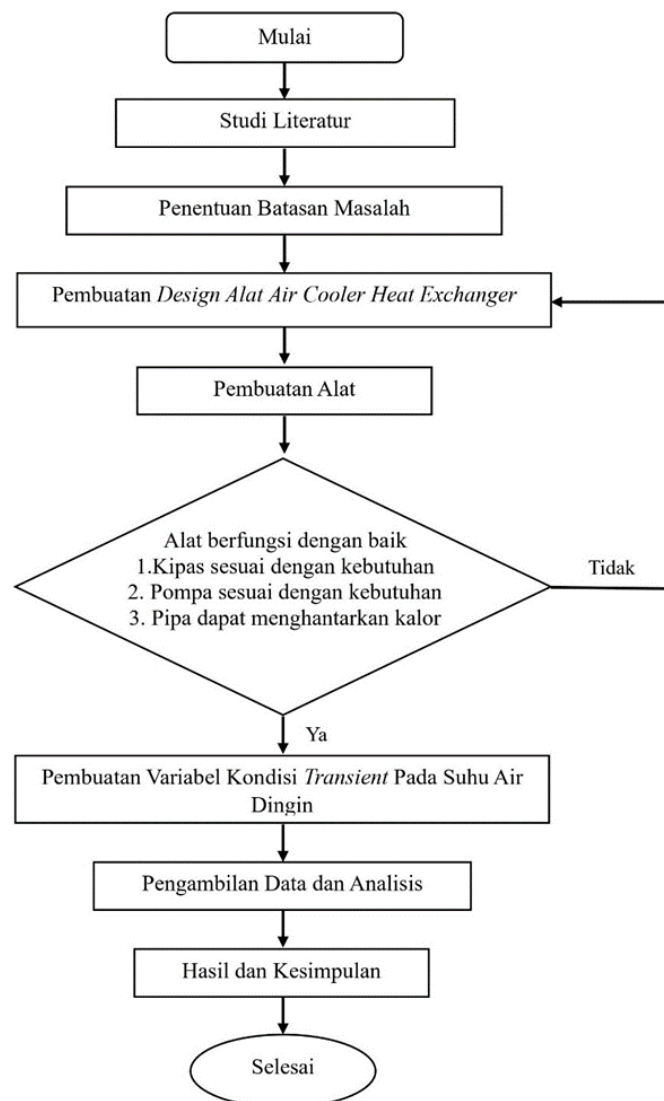 Mulai
Studi Literatur
Penentuan Batasan Masalah
Pembuatan Design Alat Air Cooler Heat Exchanger
Pembuatan Alat
Alat berfungsi dengan baik
1.Kipas sesuai dengan kebutuhan
2. Pompa sesuai dengan kebutuhan
3. Pipa dapat menghantarkan kalor
Tidak
Ya
Pembuatan Variabel Kondisi Transient Pada Suhu Air
Dingin
Pengambilan Data dan Analisis
Hasil dan Kesimpulan
Selesai